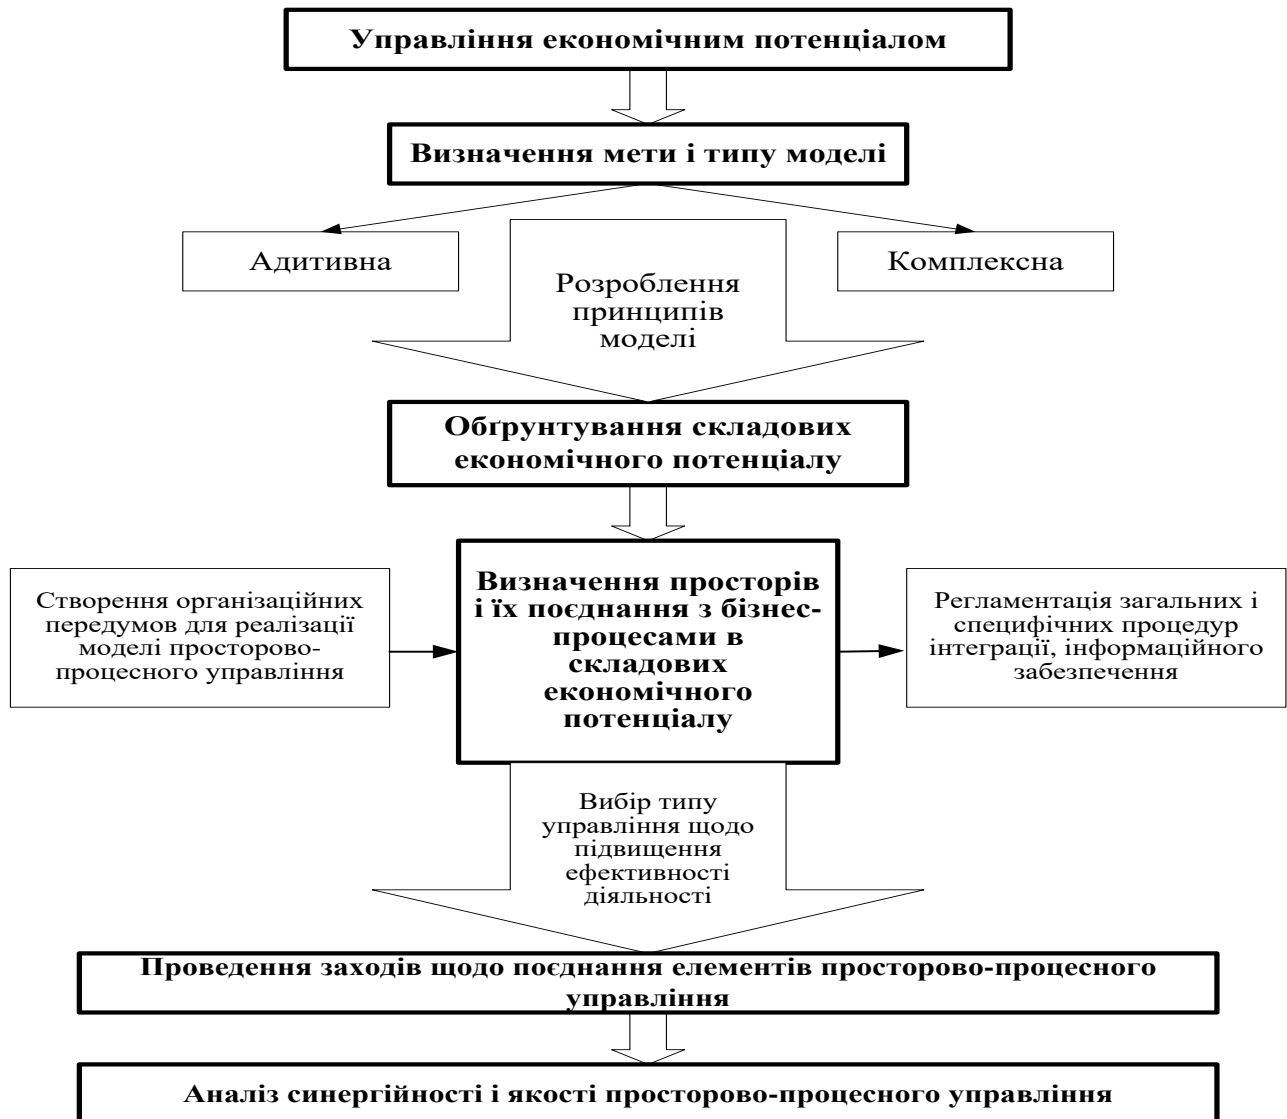 Управління економічним потенціалом
Визначення мети і типу моделі
Адитивна
Комплексна
Розроблення
принципів
моделі
Обґрунтування складових
економічного потенціалу
Створення організаційних
передумов для реалізації
моделі просторово-
процесного управління
Визначення просторів
і їх поєднання з бізнес-
процесами в
складових
економічного
потенціалу
Регламентація загальних і
специфічних процедур
інтеграції, інформаційного
забезпечення
Вибір типу
управління щодо
підвищення
ефективності
діяльності
Проведення заходів щодо поєднання елементів просторово-процесного
управління
Аналіз синергійності і якості просторово-процесного управління